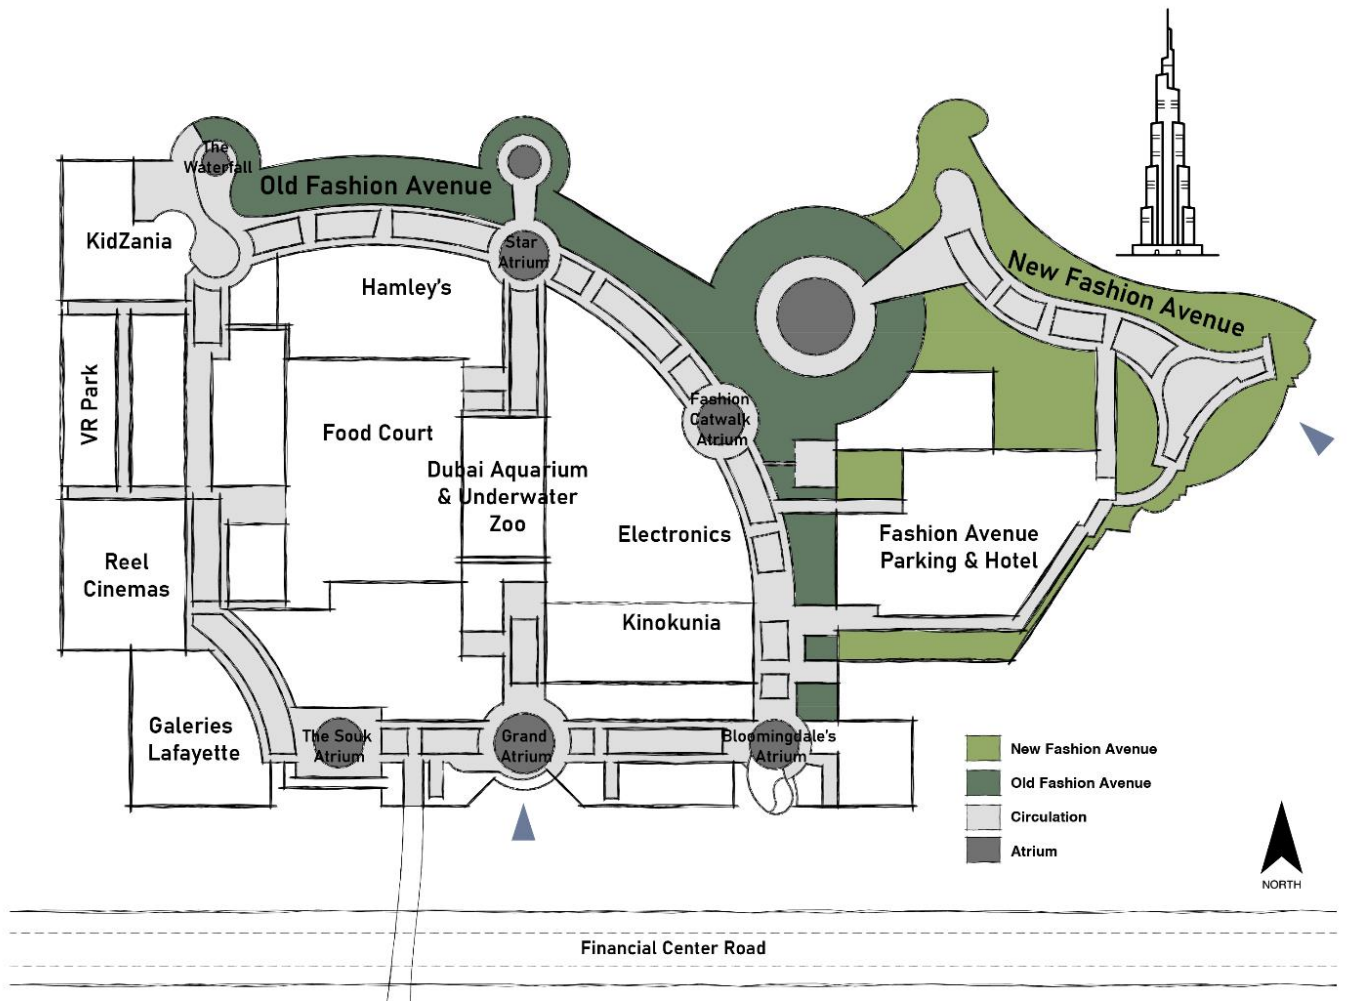 The
Waterfall
Old Fashion Avenue
KidZania
Star
Atrium
Hamley's
New Fashion Avenue
VR Park
Food Court
Fashion
Catwalk
Atrium
Dubai Aquarium
& Underwater
Zoo
Electronics
Fashion Avenue
Parking & Hotel
Reel
Cinemas
Kinokunia
Galeries
Lafayette
The Souk
Atrium
Grand
Atrium
Bloomingdale's
Atrium
New Fashion Avenue
Old Fashion Avenue
Circulation
Atrium
NORTH
Financial Center Road